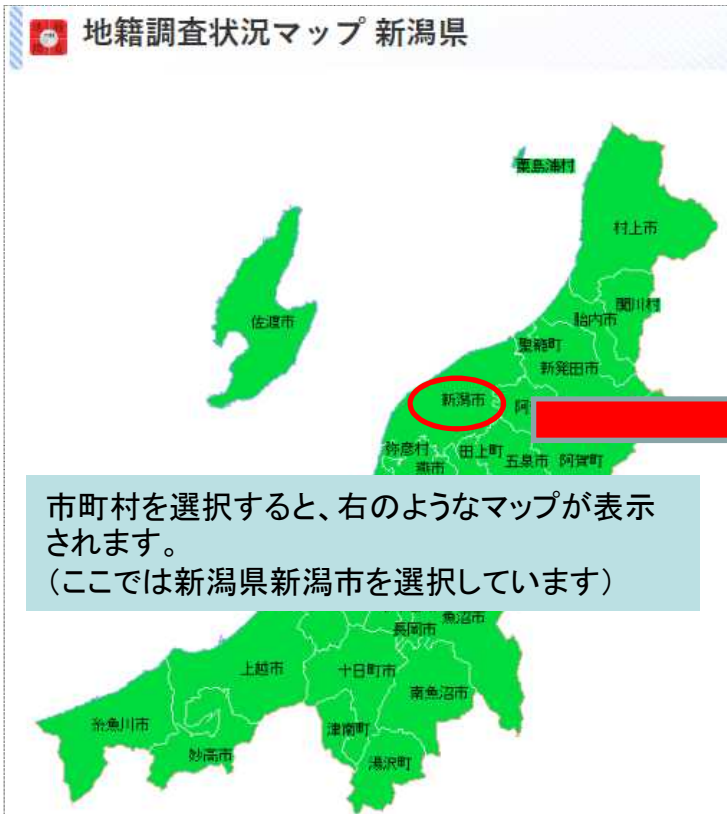 地籍調査状況マップ 新潟県
粟島浦村
村上市
関川村
佐渡市
胎内市
聖籠町
新発田市
新潟市
阿
弥彦村
田上町
五泉市
阿賀町
燕市
市町村を選択すると、右のようなマップが表示
されます。
(ここでは新潟県新潟市を選択しています)
魚沼市
長岡市
上越市
十日町市
南魚沼市
糸魚川市
津南町
妙高市
湯沢町